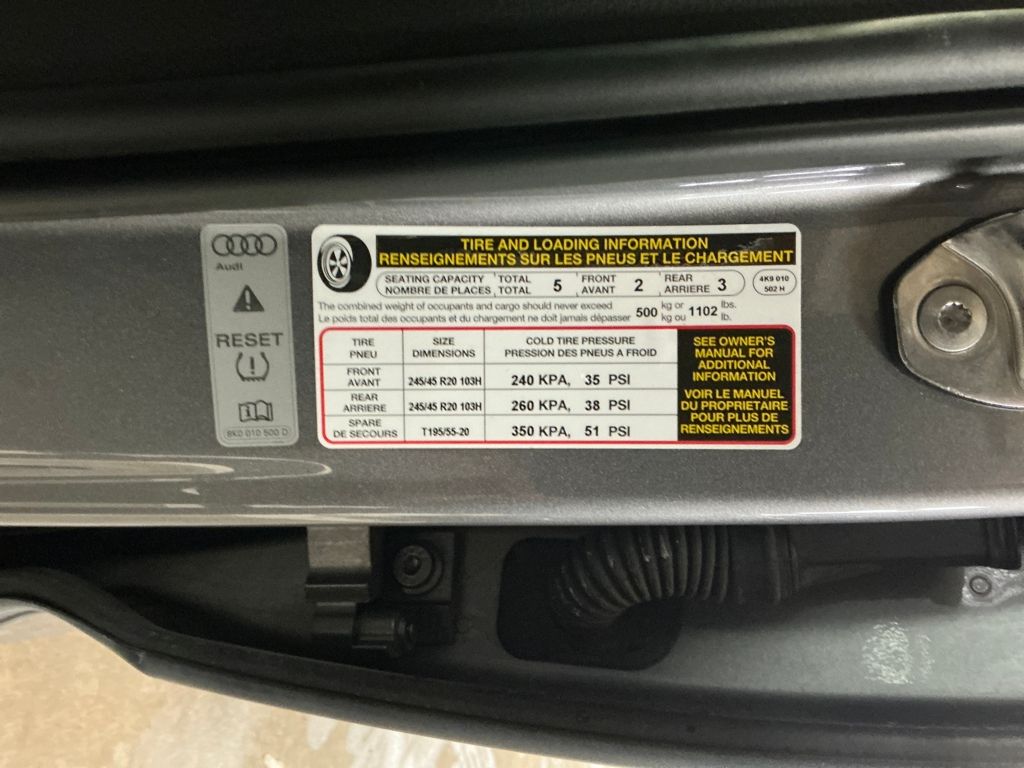 Audi
RESET
8K0 010 500 D
TIRE AND LOADING INFORMATION
RENSEIGNEMENTS SUR LES PNEUS ET LE CHARGEMENT
SEATING CAPACITY TOTAL 5 FRONT 2 REAR 3
NOMBRE DE PLACES TOTAL AVANT ARRIERE
4K9 010
502 H
The combined weight of occupants and cargo should never exceed 500 kg or 1102 lbs.
Le poids total des occupants et du chargement ne doit jamais dépasser kg ou lb.
TIRE SIZE COLD TIRE PRESSURE
PNEU DIMENSIONS PRESSION DES PNEUS A FROID
FRONT
AVANT 245/45 R20 103H 240 KPA, 35 PSI
REAR
ARRIERE 245/45 R20 103H 260 KPA, 38 PSI
SPARE
DE SECOURS T195/55-20 350 KPA, 51 PSI
SEE OWNER'S
MANUAL FOR
ADDITIONAL
INFORMATION
VOIR LE MANUEL
DU PROPRIETAIRE
POUR PLUS DE
RENSEIGNEMENTS